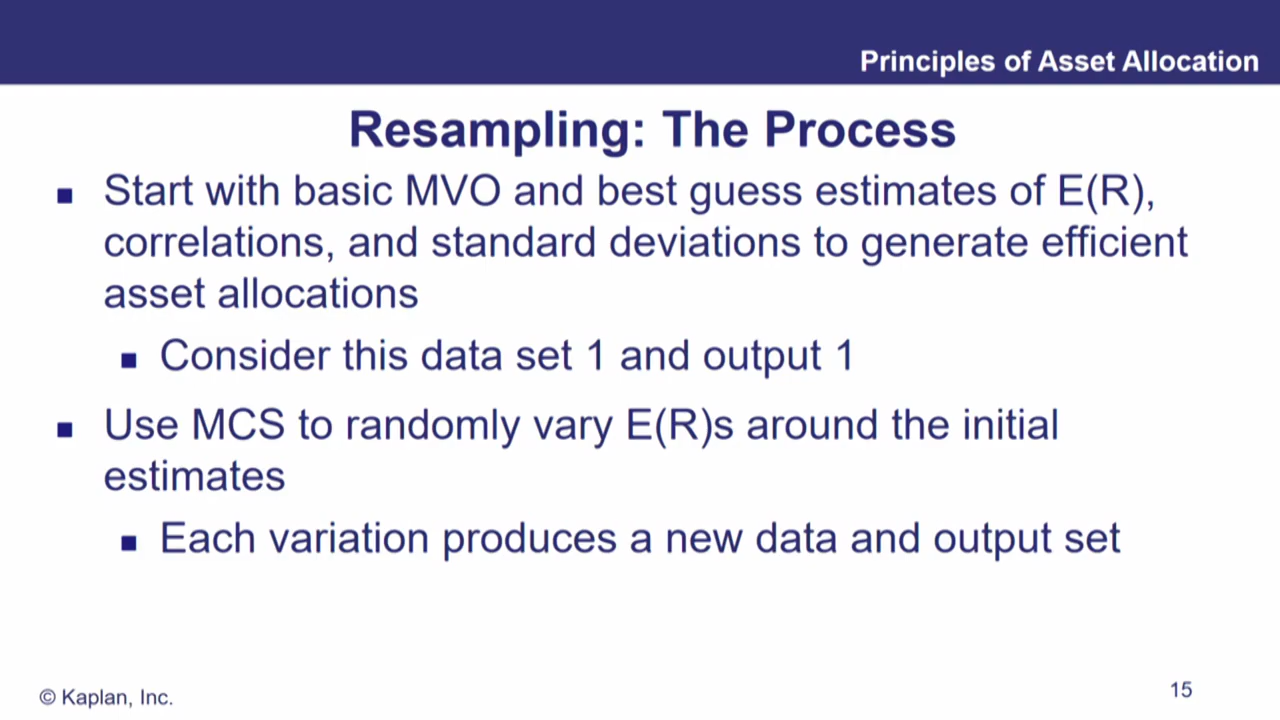 Principles of Asset Allocation
Resampling: The Process
Start with basic MVO and best guess estimates of E(R),
correlations, and standard deviations to generate efficient
asset allocations
Consider this data set 1 and output 1
Use MCS to randomly vary E(R)s around the initial
estimates
Each variation produces a new data and output set
© Kaplan, Inc.
15